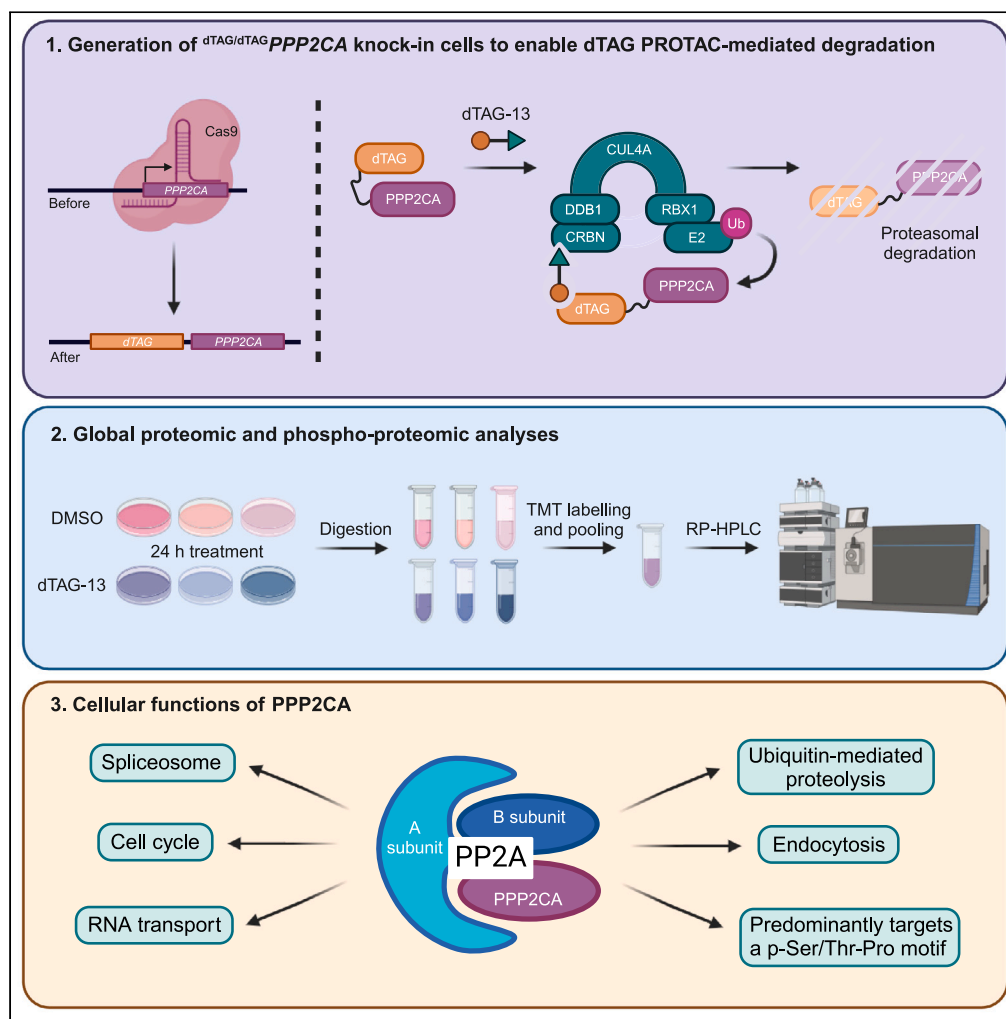 1. Generation of dTAG/dTAGPPP2CA knock-in cells to enable dTAG PROTAC-mediated degradation
Cas9
PPP2CA
Before
dTAG
PPP2CA
After
dTAG-13
dTAG
PPP2CA
CUL4A
DDB1
RBX1
CRBN
E2
Ub
PPP2CA
dTAG
PPP2CA
dTAG
Proteasomal
degradation
2. Global proteomic and phospho-proteomic analyses
DMSO
24 h treatment
dTAG-13
Digestion
TMT labelling
and pooling
RP-HPLC
3. Cellular functions of PPP2CA
Spliceosome
Cell cycle
RNA transport
A
subunit
B subunit
PP2A
PPP2CA
Ubiquitin-mediated
proteolysis
Endocytosis
Predominantly targets
a p-Ser/Thr-Pro motif